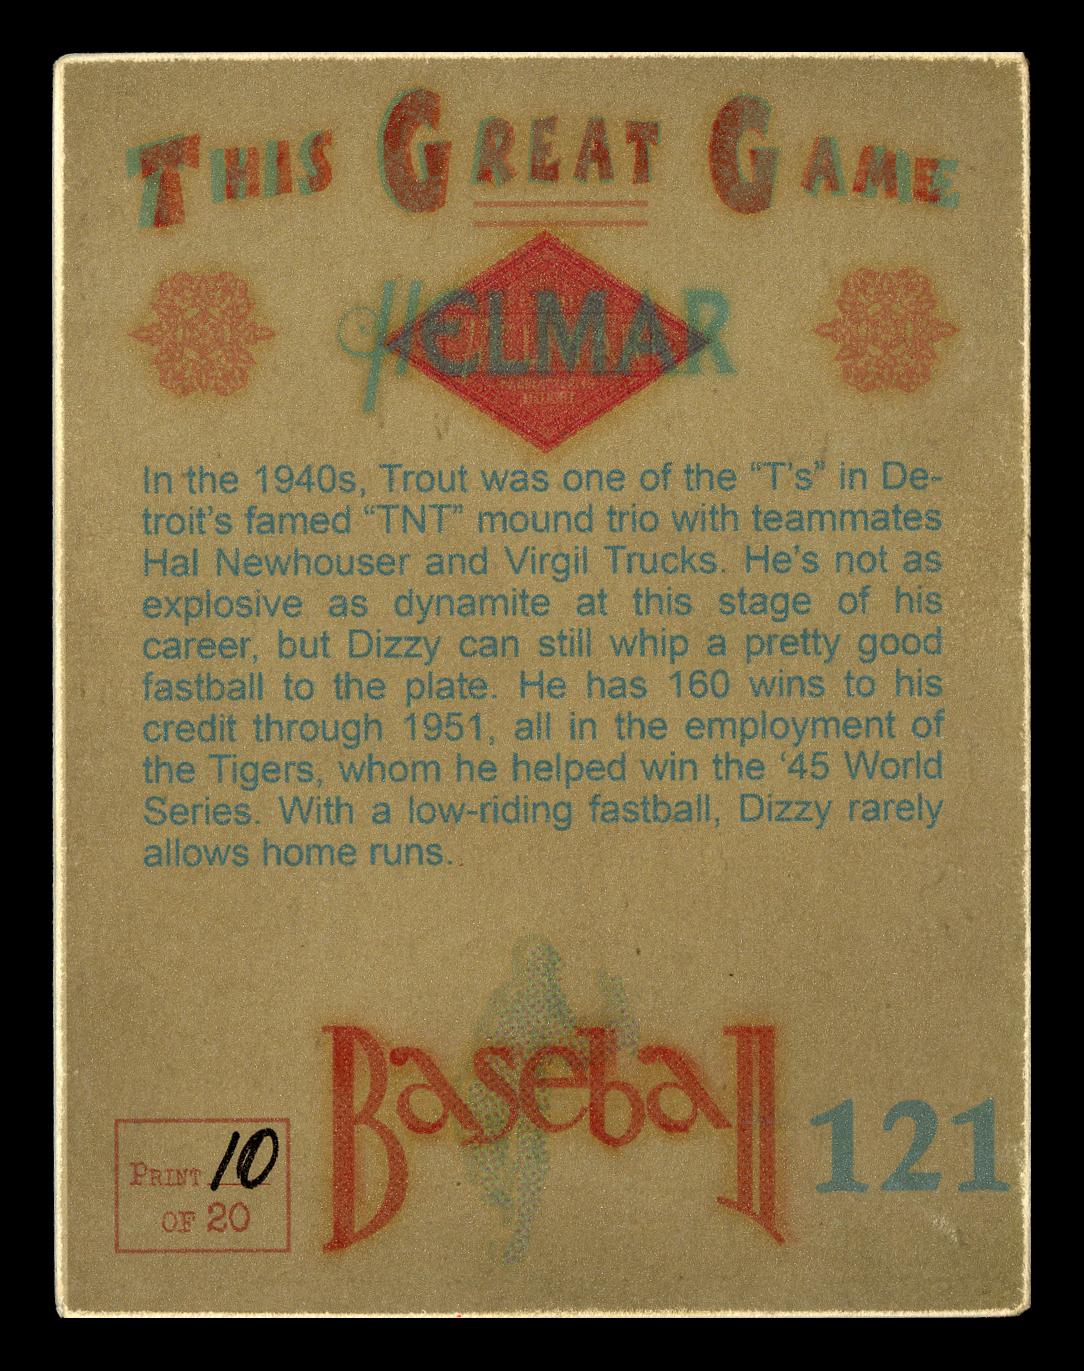 THIS GREAT GAME
HELMAR
In the 1940s, Trout was one of the “T’s” in De-
troit’s famed “TNT” mound trio with teammates
Hal Newhouser and Virgil Trucks. He’s not as
explosive as dynamite at this stage of his
career, but Dizzy can still whip a pretty good
fastball to the plate. He has 160 wins to his
credit through 1951, all in the employment of
the Tigers, whom he helped win the ‘45 World
Series. With a low-riding fastball, Dizzy rarely
allows home runs.
Baseball
121
PRINT 10
OF 20